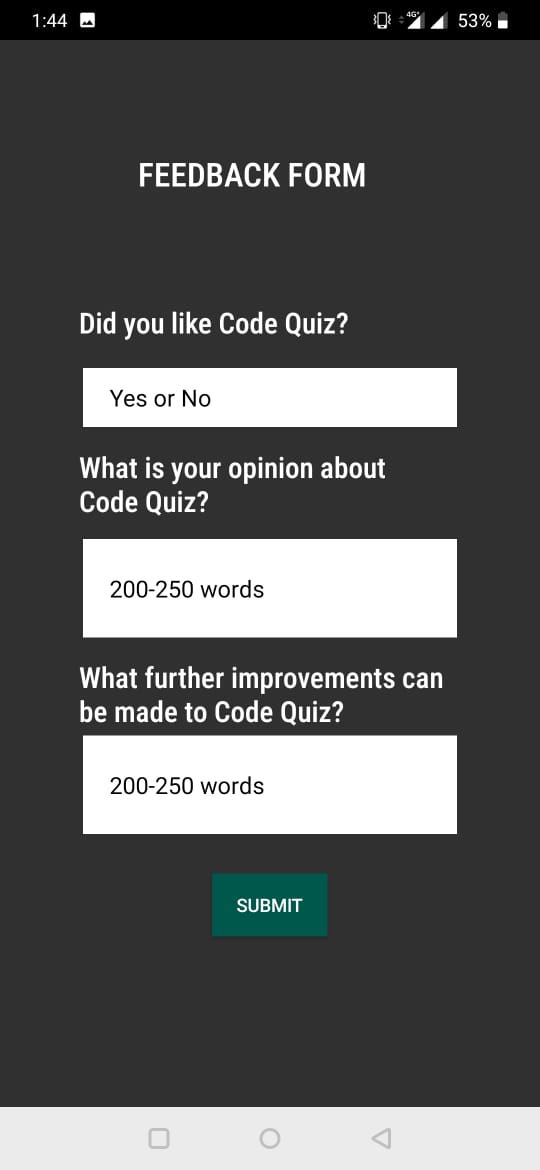 1:44 4G+ 53%
FEEDBACK FORM
Did you like Code Quiz?
Yes or No
What is your opinion about
Code Quiz?
200-250 words
What further improvements can
be made to Code Quiz?
200-250 words
SUBMIT